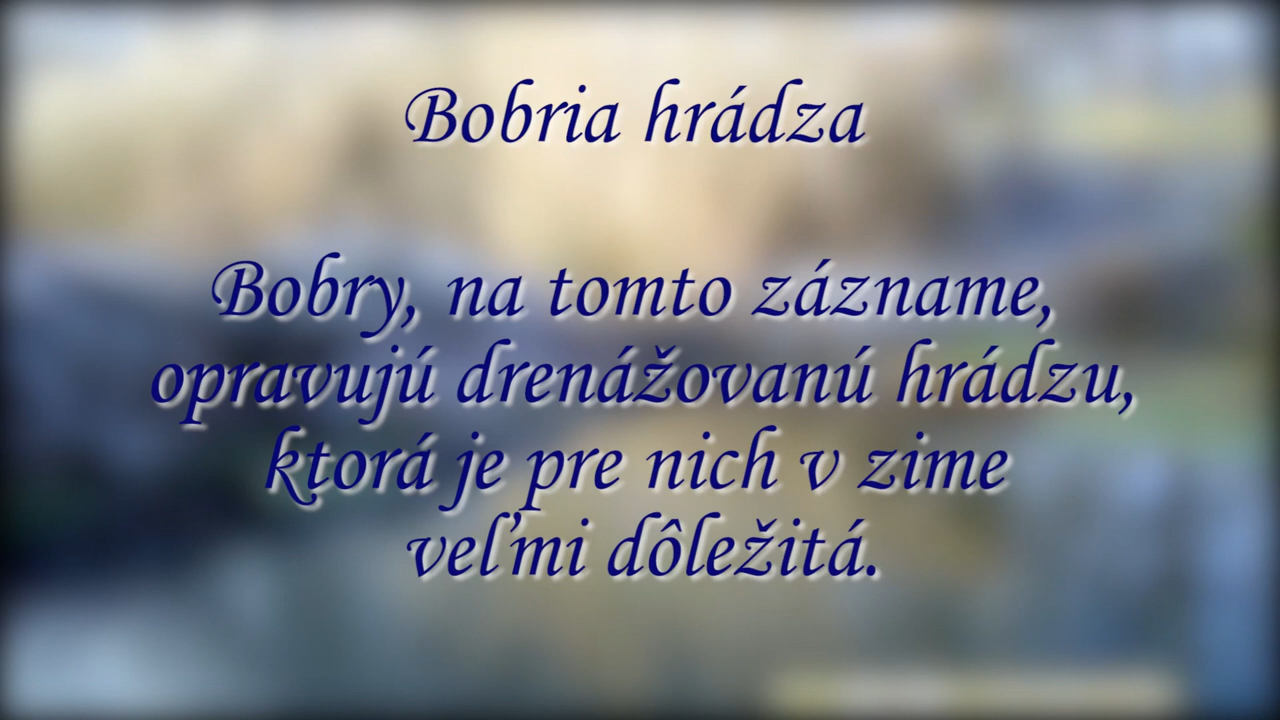 Bobria hrádza
Bobry, na tomto zázname,
opravujú drenážovanú hrádzu,
ktorá je pre nich v zime
veľmi dôležitá.